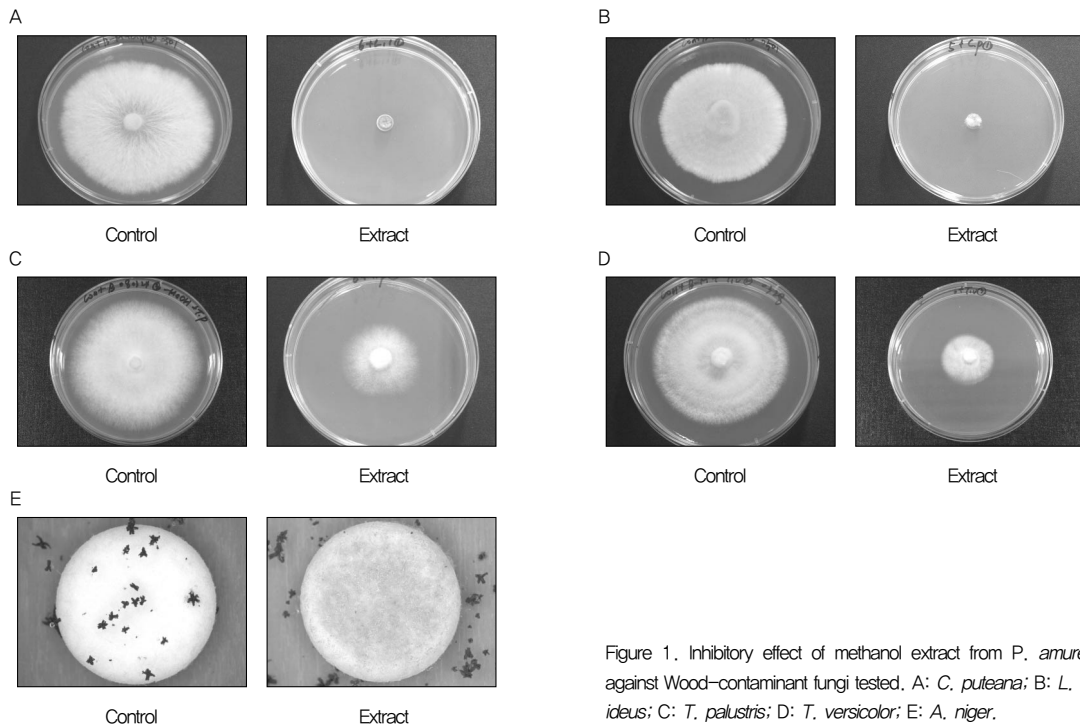 A
B
Control
Extract
Control
Extract
C
D
Control
Extract
Control
Extract
E
Control
Extract
Figure 1. Inhibitory effect of methanol extract from P. amure
against Wood-contaminant fungi tested. A: C. puteana; B: L.
ideus; C: T. palustris; D: T. versicolor; E: A. niger.